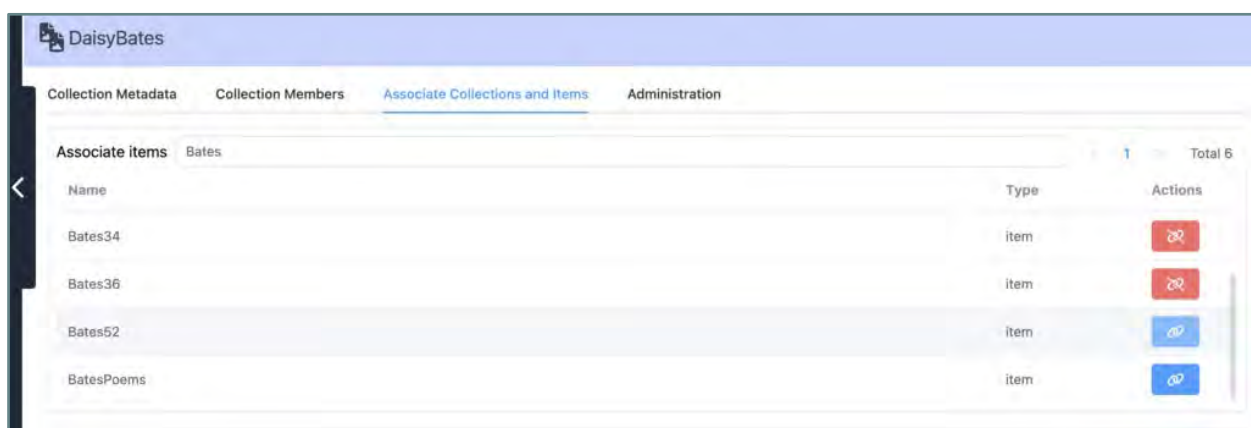 DaisyBates
Collection Metadata Collection Members Associate Collections and Items Administration
Associate items Bates 1 Total 6
Name Type Actions
Bates34 item
Bates36 item
Bates52 item
BatesPoems item